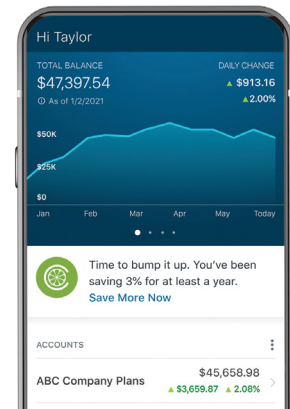 Hi Taylor
TOTAL BALANCE DAILY CHANGE
$47,397.54 ▲ $913.16
As of 1/2/2021 ▲2.00%
$50K
$25K
$0
Jan Feb Mar Apr May Today
Time to bump it up. You’ve been
saving 3% for at least a year.
Save More Now
ACCOUNTS
$45,658.98
ABC Company Plans
▲ $3,659.87 ▲ 2.08%